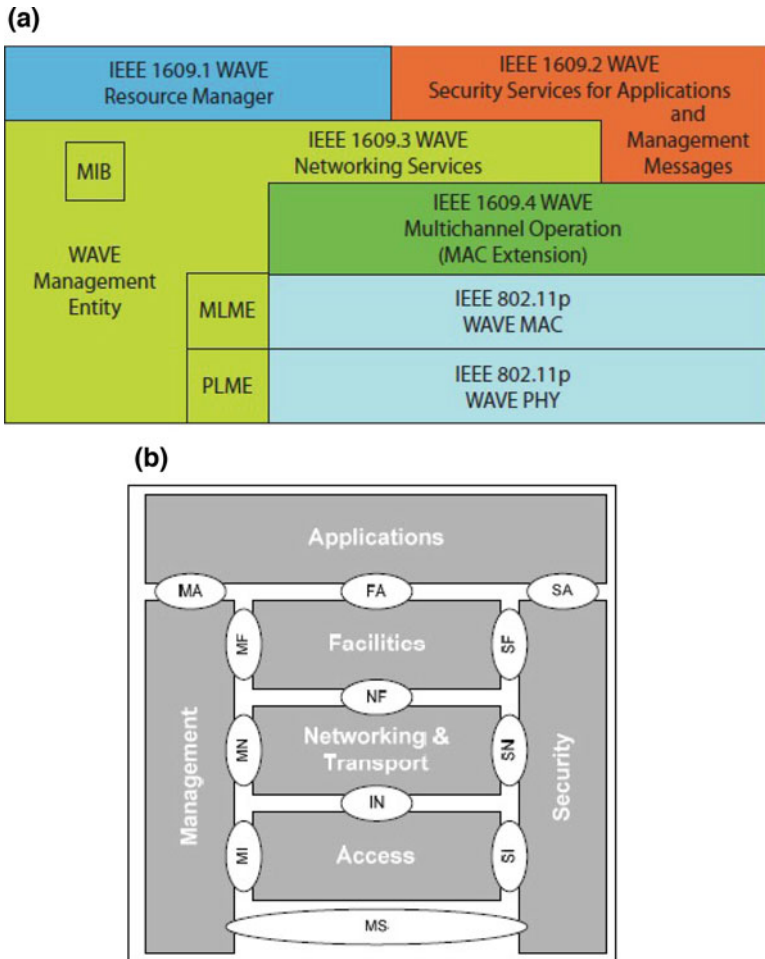 (a)
IEEE 1609.1 WAVE
Resource Manager
IEEE 1609.2 WAVE
Security Services for Applications
and
Management
Messages
IEEE 1609.3 WAVE
Networking Services
MIB
WAVE
Management
Entity
IEEE 1609.4 WAVE
Multichannel Operation
(MAC Extension)
MLME
IEEE 802.11p
WAVE MAC
PLME
IEEE 802.11p
WAVE PHY
(b)
Applications
MA
FA
SA
Management
MF
Facilitics
SF
NF
MN
Networking &
Transport
SN
Security
IN
MI
Access
SI
MS